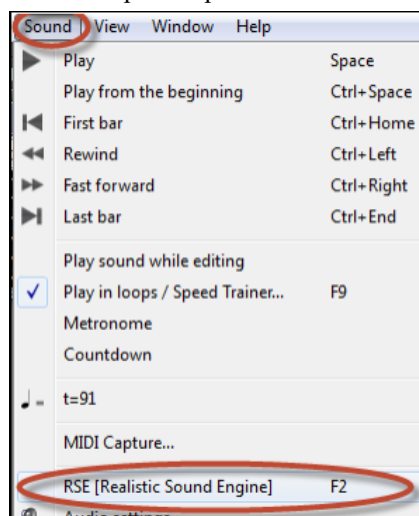 Sound View Window Help
Play Space
Play from the beginning Ctrl+Space
First bar Ctrl+Home
Rewind Ctrl+Left
Fast forward Ctrl+Right
Last bar Ctrl+End
Play sound while editing
Play in loops / Speed Trainer... F9
Metronome
Countdown
t=91
MIDI Capture...
RSE [Realistic Sound Engine] F2
Audio settings